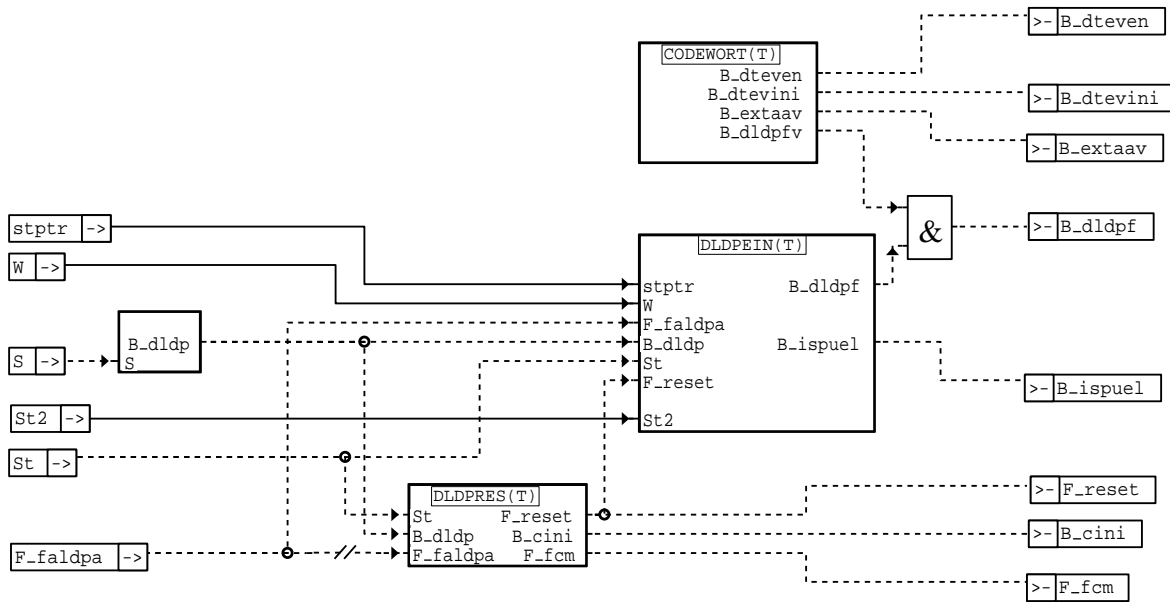 >- B_dteven
CODEWORT(T)
B_dteven
B_dtevini
B_extaav
B_dldpfv
>- B_dtevini
>- B_extaav
stptr ->
W ->
&
>- B_dldpf
DLDPEIN(T)
stptr B_dldpf
W
F_faldpa
B_dldp B_ispuel
St
F_reset
St2
B_dldp
S
S ->
>- B_ispuel
St2 ->
St ->
DLDPRES(T)
St F_reset
B_dldp B_cini
F_faldpa F_fcm
F_faldpa ->
//
>- F_reset
>- B_cini
>- F_fcm